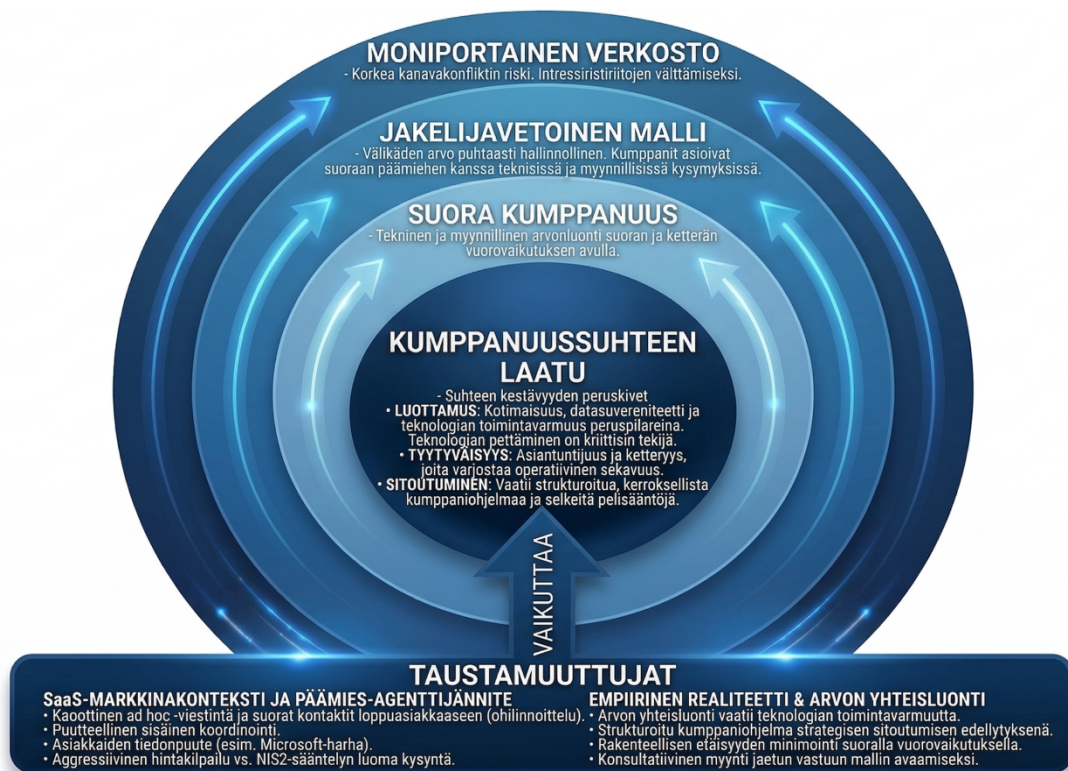 MONIPORTAINEN VERKOSTO
- Korkea kanavakonfliktin riski. Intressiristiriitojen välttämiseksi.
JAKELIJAVETOINEN MALLI
- Välikäden arvo puhtaasti hallinnollinen. Kumppanit asioivat
suoraan päämiehen kanssa teknisissä ja myynnillisissä kysymyksissä.
SUORA KUMPPANUUS
- Tekninen ja myynnillinen arvonluonti suoran ja ketterän
vuorovaikutuksen avulla.
KUMPPANUUSSUHTEEN
LAATU
- Suhteen kestävyyden peruskivet
• LUOTTAMUS: Kotimaisuus, datasuvereniteetti ja
teknologian toimintavarmuus peruspilareina.
Teknologian pettäminen on kriittisin tekijä.
• TYYTYVÄISYYS: Asiantuntijuus ja ketteryys,
joita varjostaa operatiivinen sekavuus.
• SITOUTUMINEN: Vaatii strukturoitua, kerroksellista
kumppaniohjelmaa ja selkeitä pelisääntöjä.
VAIKUTTAA
TAUSTAMUUTTUJAT
SaaS-MARKKINAKONTEKSTI JA PÄÄMIES-AGENTTIJÄNNITE
• Kaoottinen ad hoc -viestintä ja suorat kontaktit loppuasiakkaaseen (ohilinnoittelu).
• Puutteellinen sisäinen koordinointi.
• Asiakkaiden tiedonpuute (esim. Microsoft-harha).
• Aggressiivinen hintakilpailu vs. NIS2-sääntelyn luoma kysyntä.
EMPIIRINEN REALITEETTI & ARVON YHTEISLUONTI
• Arvon yhteisluonti vaatii teknologian toimintavarmuutta.
• Strukturoitu kumppaniohjelma strategisen sitoutumisen edellytyksenä.
• Rakenteellisen etäisyyden minimointi suoralla vuorovaikutuksella.
• Konsultatiivinen myynti jaetun vastuun mallin avaamiseksi.